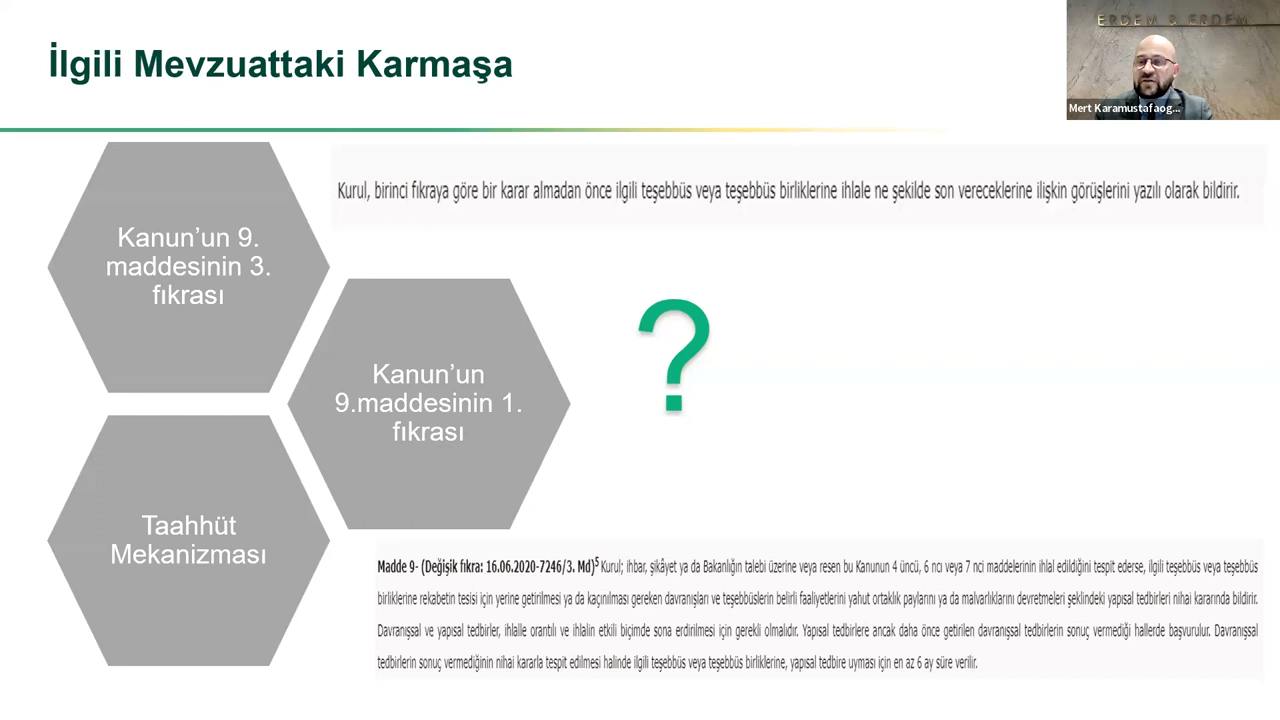 İlgili Mevzuattaki Karmaşa
ERDEM & ERDEM
Mert Karamustafaog...
Kanun’un 9.
maddesinin 3.
fıkrası
Kurul, birinci fıkraya göre bir karar almadan önce ilgili teşebbüs veya teşebbüs birliklerine ihlale ne şekilde son vereceklerine ilişkin görüşlerini yazılı olarak bildirir.
Kanun’un
9.maddesinin 1.
fıkrası
?
Taahhüt
Mekanizması
Madde 9- (Değişik fıkra: 16.06.2020-7246/3. Md)5 Kurul; ihbar, şikâyet ya da Bakanlığın talebi üzerine veya resen bu Kanunun 4 üncü, 6 ncı veya 7 nci maddelerinin ihlal edildiğini tespit ederse, ilgili teşebbüs veya teşebbüs
birliklerine rekabetin tesisi için yerine getirilmesi ya da kaçınılması gereken davranışları ve teşebbüslerin belirli faaliyetlerini yahut ortaklık paylarını ya da malvarlıklarını devretmeleri şeklindeki yapısal tedbirleri nihai kararında bildirir.
Davranışsal ve yapısal tedbirler, ihlalle orantılı ve ihlalin etkili biçimde sona erdirilmesi için gerekli olmalıdır. Yapısal tedbirlere ancak daha önce getirilen davranışsal tedbirlerin sonuç vermediği hallerde başvurulur. Davranışsal
tedbirlerin sonuç vermediğinin nihai kararla tespit edilmesi halinde ilgili teşebbüs veya teşebbüs birliklerine, yapısal tedbire uyması için en az 6 ay süre verilir.